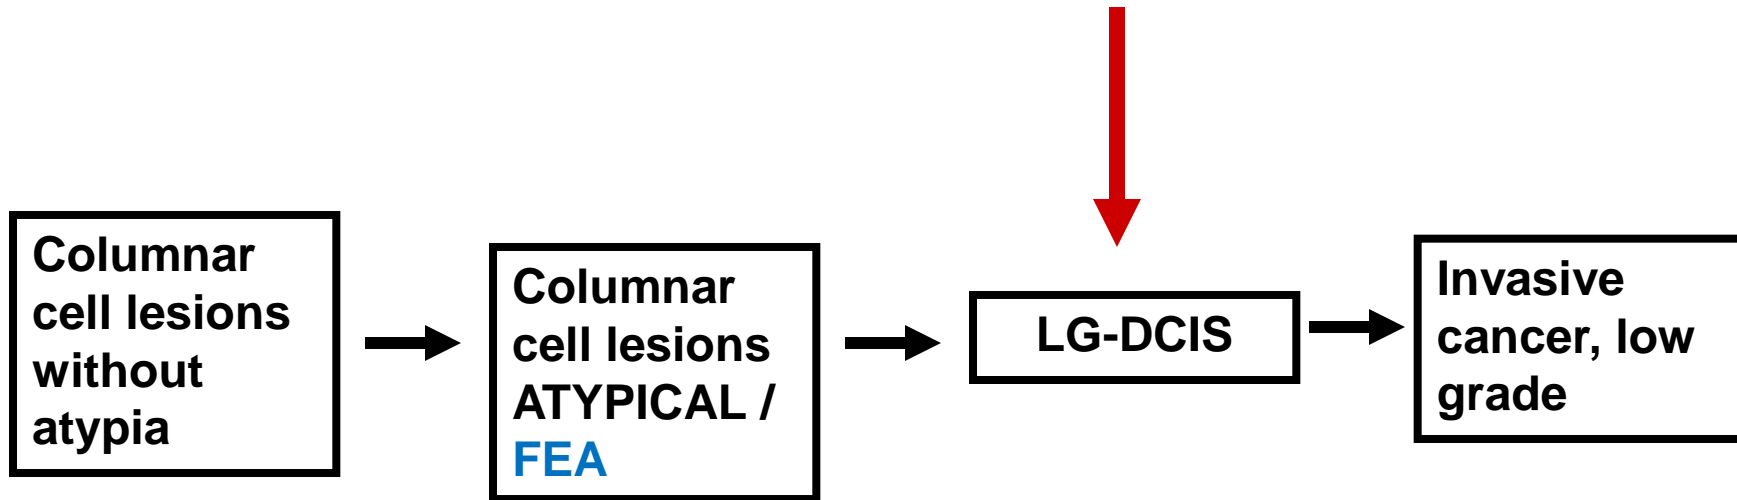 Columnar
cell lesions
without
atypia
Columnar
cell lesions
ATYPICAL /
FEA
LG-DCIS
Invasive
cancer, low
grade